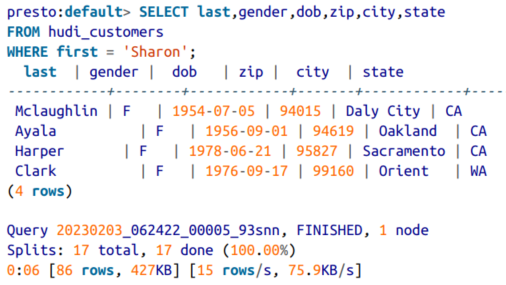 presto:default> SELECT last,gender,dob,zip,city,state
FROM hudi_customers
WHERE first = 'Sharon';
last | gender | dob | zip | city | state
------------+--------+------------+-------+------------+----
Mclaughlin | F | 1954-07-05 | 94015 | Daly City | CA
Ayala | F | 1956-09-01 | 94619 | Oakland | CA
Harper | F | 1978-06-21 | 95827 | Sacramento | CA
Clark | F | 1976-09-17 | 99160 | Orient | WA
(4 rows)
Query 20230203_062422_00005_93snn, FINISHED, 1 node
Splits: 17 total, 17 done (100.00%)
0:06 [86 rows, 427KB] [15 rows/s, 75.9KB/s]